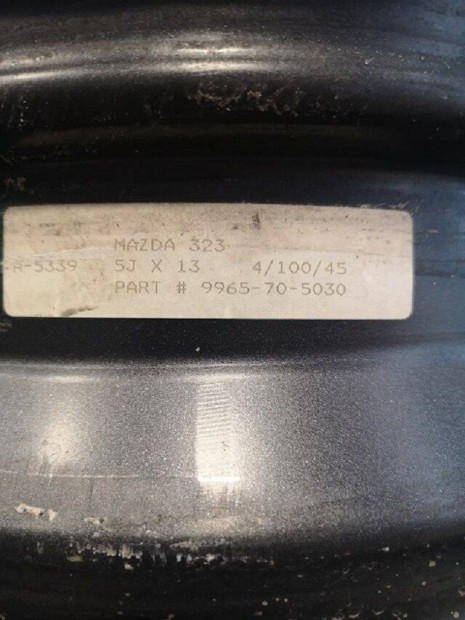 MAZDA 323
R-5339 5J X 13 4/100/45
PART # 9965-70-5030